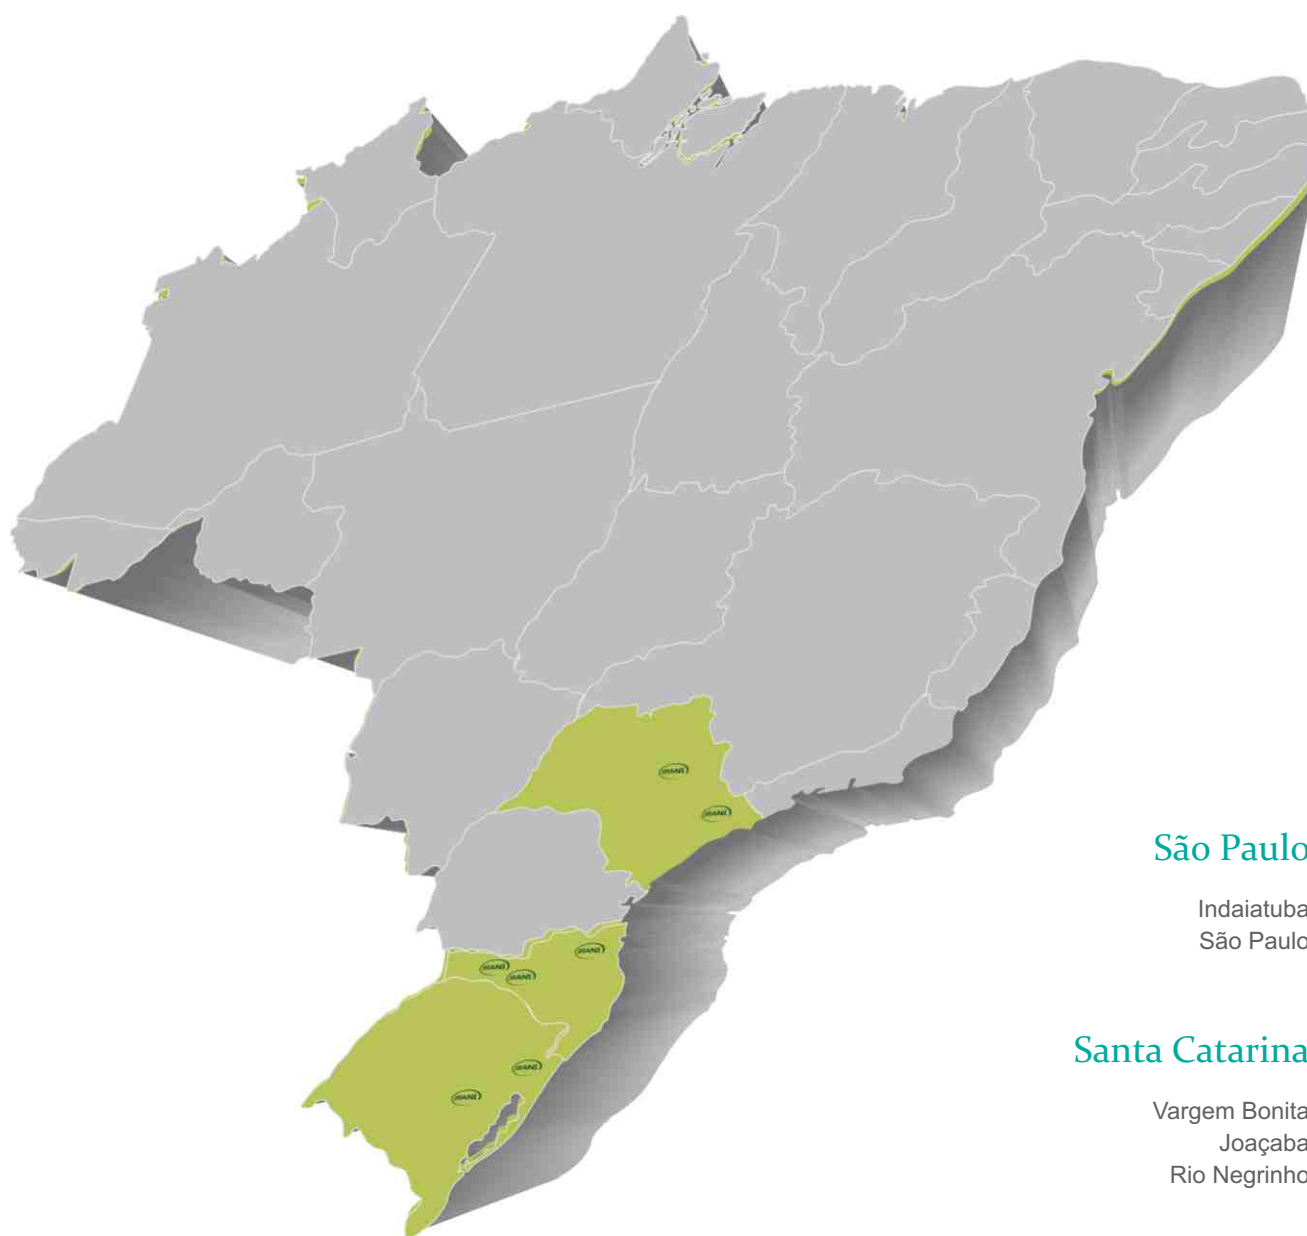 São Paulo
Indaiatuba
São Paulo
Santa Catarina
Vargem Bonita
Joaçaba
Rio Negrinho